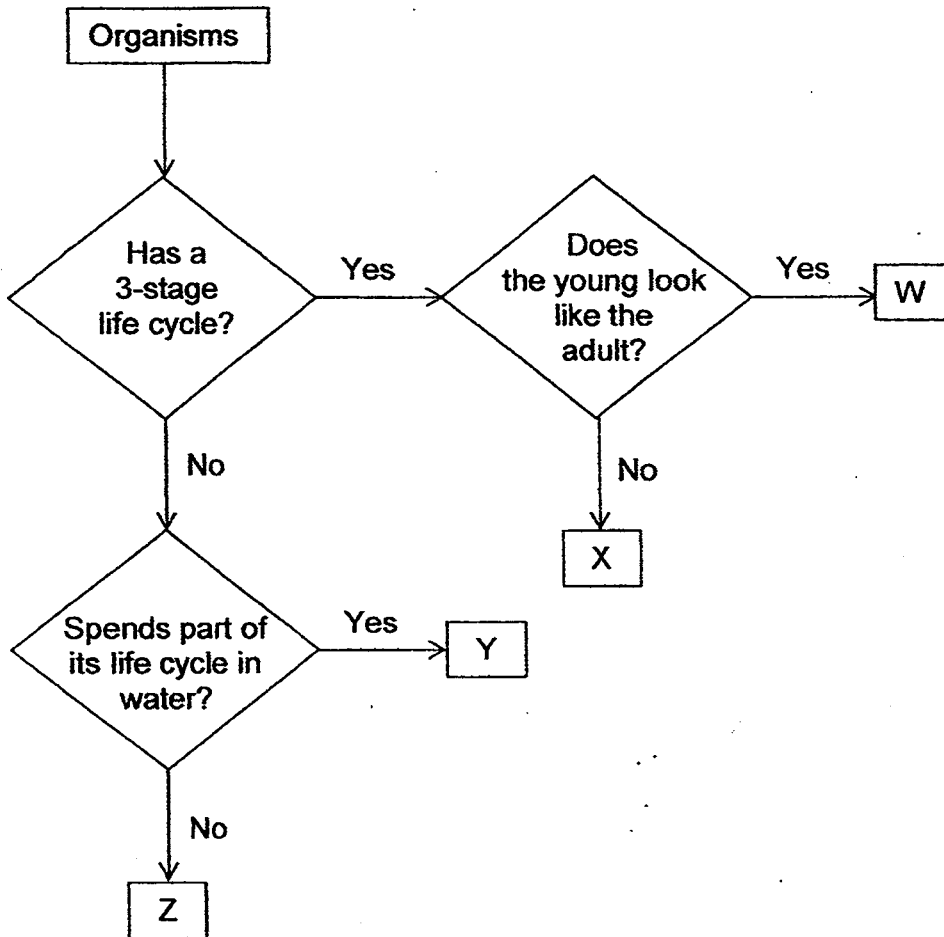 Organisms
Has a
3-stage
life cycle?
Yes
Does
the young look
like the
adult?
Yes
W
No
No
X
Spends part of
its life cycle in
water?
Yes
Y
No
Z